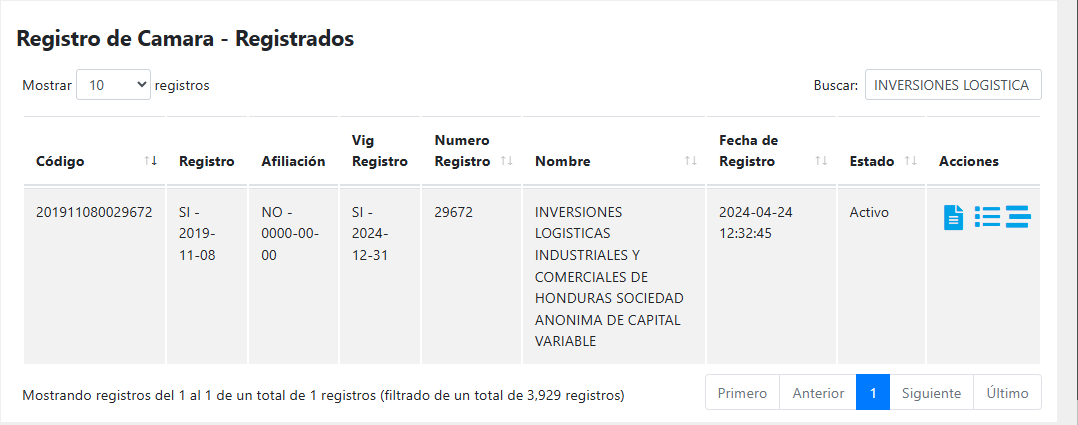 Registro de Camara - Registrados
Mostrar 10 registros
Buscar: INVERSIONES LOGISTICA
Código
Registro
Afiliación
Vig
Registro
Numero
Registro
Nombre
Fecha de
Registro
Estado
Acciones
201911080029672
SI -
2019-
11-08
NO -
0000-00-
00
SI -
2024-
12-31
29672
INVERSIONES
LOGISTICAS
INDUSTRIALES Y
COMERCIALES DE
HONDURAS SOCIEDAD
ANONIMA DE CAPITAL
VARIABLE
2024-04-24
12:32:45
Activo
Mostrando registros del 1 al 1 de un total de 1 registros (filtrado de un total de 3,929 registros)
Primero Anterior 1 Siguiente Último